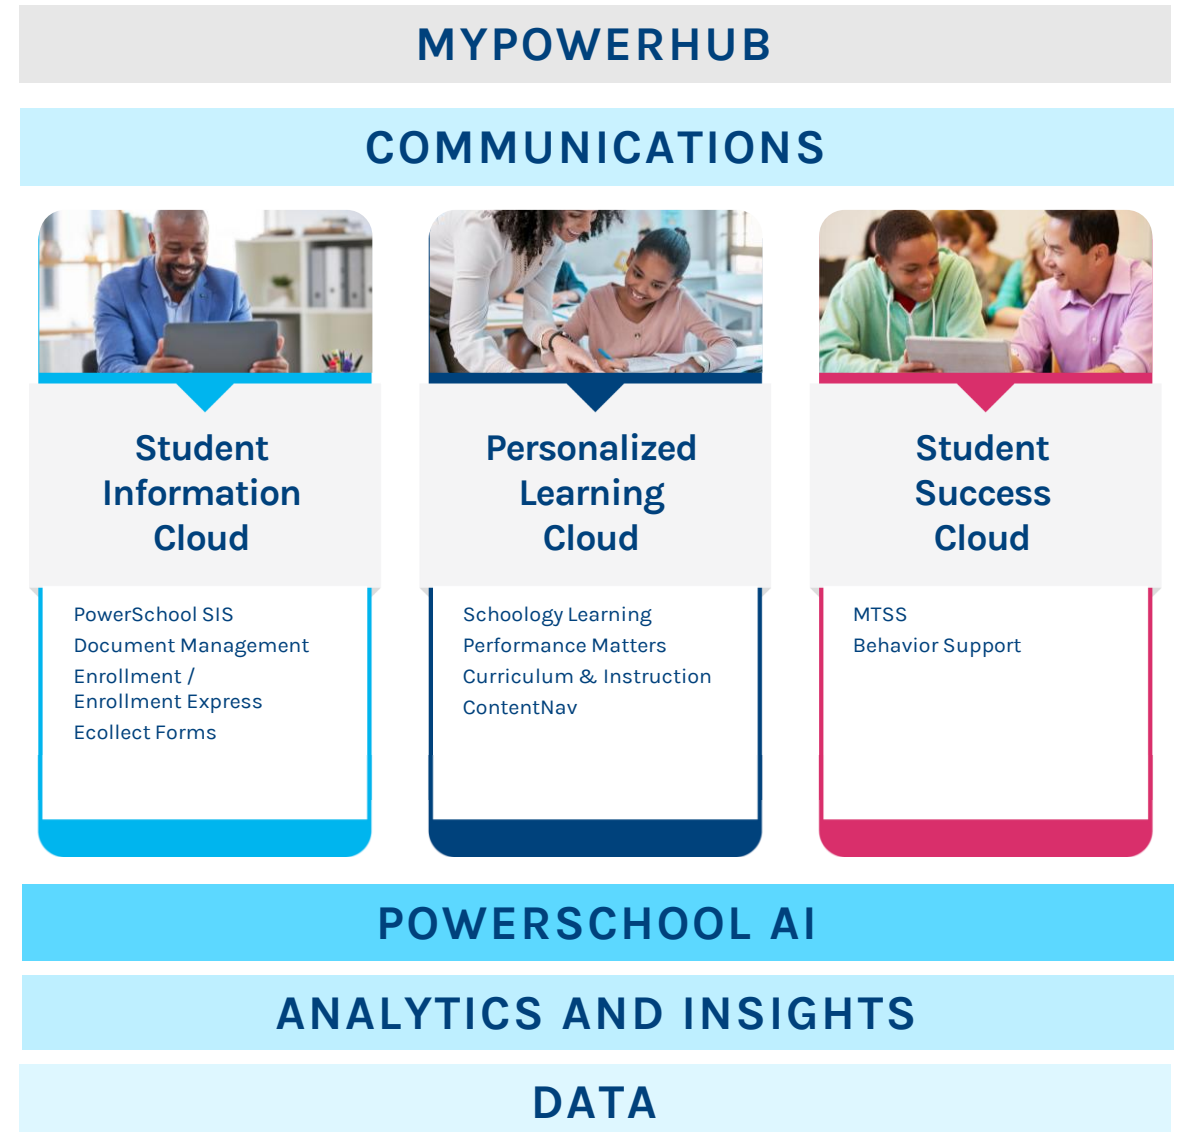 MYPOWERHUB
COMMUNICATIONS
Student
Information
Cloud
PowerSchool SIS
Document Management
Enrollment /
Enrollment Express
Ecollect Forms
Personalized
Learning
Cloud
Schoology Learning
Performance Matters
Curriculum & Instruction
ContentNav
Student
Success
Cloud
MTSS
Behavior Support
POWERSCHOOL AI
ANALYTICS AND INSIGHTS
DATA